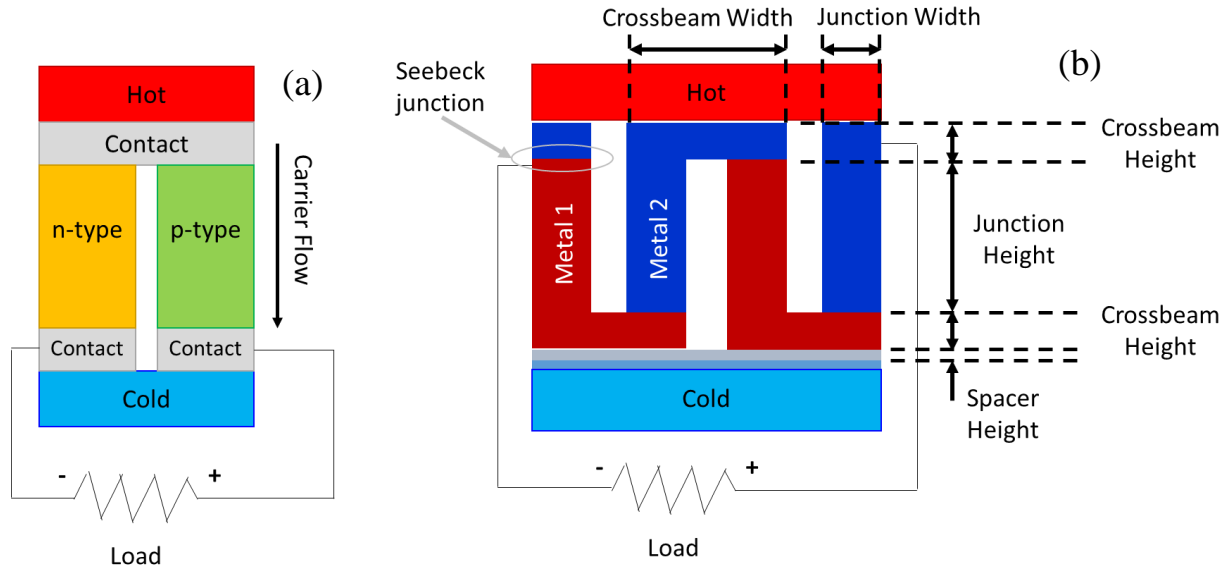 (a)
Hot
Contact
n-type
p-type
Carrier Flow
Contact
Contact
Cold
-
+
Load
(b)
Crossbeam Width
Junction Width
Seebeck
junction
Hot
Crossbeam
Height
Metal 1
Metal 2
Junction
Height
Crossbeam
Height
Cold
Spacer
Height
-
+
Load